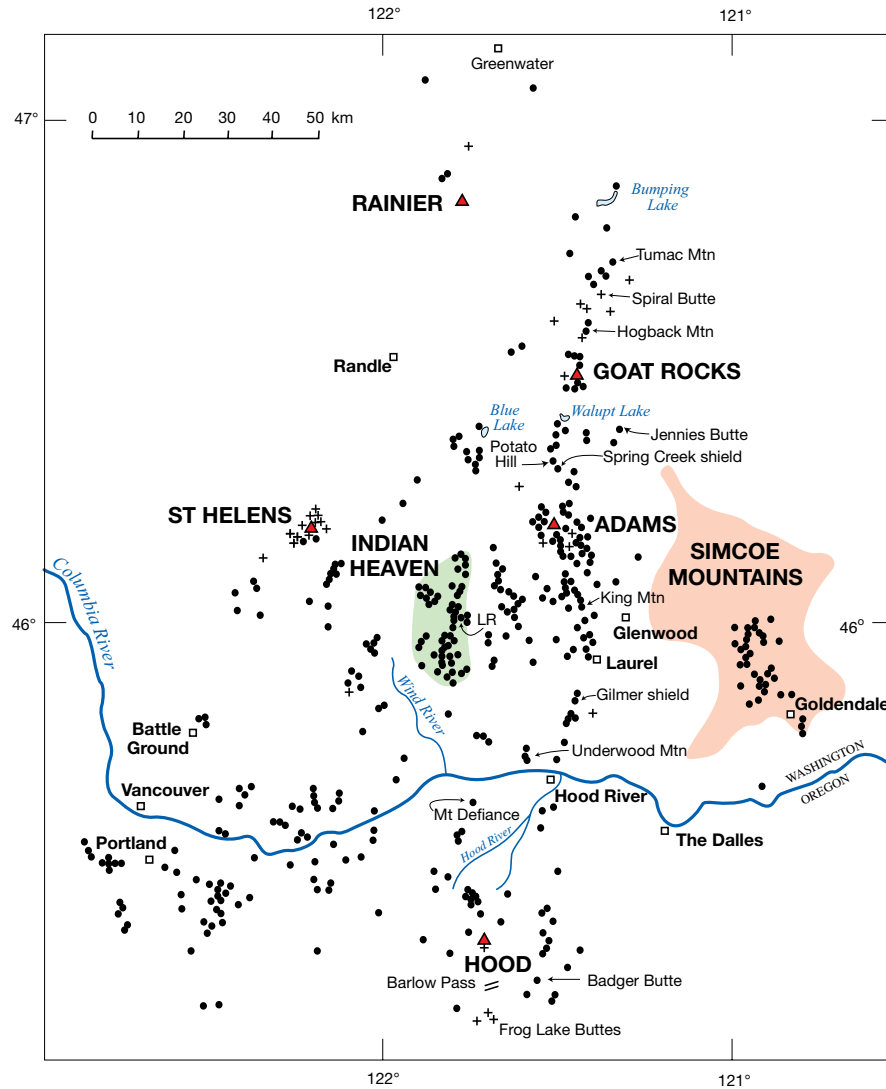 122°
121°
Greenwater
47°
0 10 20 30 40 50 km
RAINIER
Bumping
Lake
Tumac Mtn
Spiral Butte
Hogback Mtn
Randle
GOAT ROCKS
Blue
Lake
Walupt Lake
Jennies Butte
Potato
Hill
Spring Creek shield
ST HELENS
ADAMS
INDIAN
HEAVEN
SIMCOE
MOUNTAINS
Columbia River
King Mtn
LR
Glenwood
46°
46°
Laurel
Wind River
Gilmer shield
Goldendale
Battle
Ground
Underwood Mtn
WASHINGTON
OREGON
Vancouver
Hood River
Mt Defiance
The Dalles
Portland
Hood River
HOOD
Barlow Pass
Badger Butte
Frog Lake Buttes
122°
121°